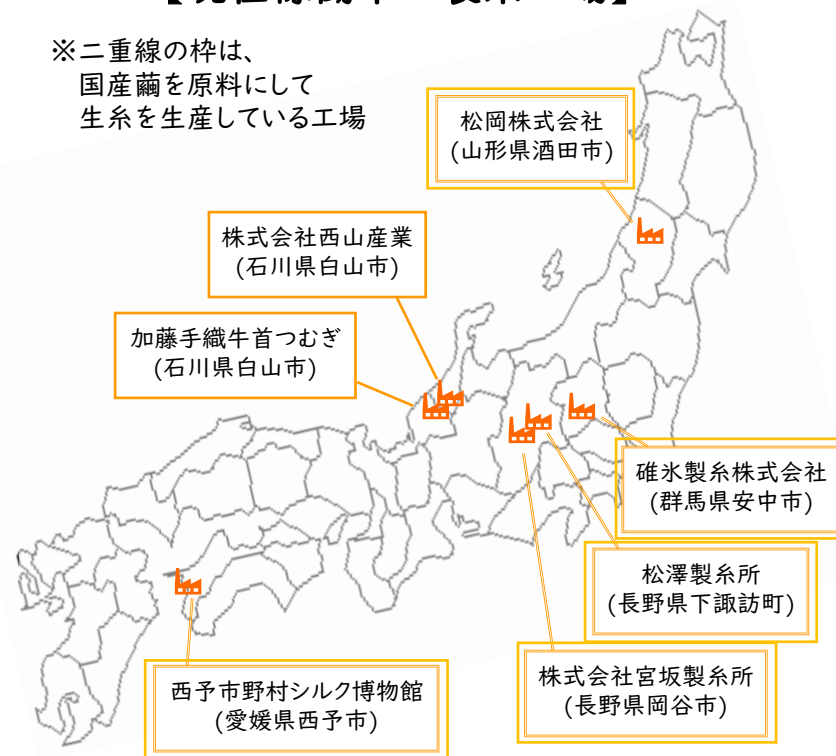 ※二重線の枠は、
国産繭を原料にして
生糸を生産している工場
松岡株式会社
(山形県酒田市)
株式会社西山産業
(石川県白山市)
加藤手織牛首つむぎ
(石川県白山市)
碓氷製糸株式会社
(群馬県安中市)
松澤製糸所
(長野県下諏訪町)
株式会社宮坂製糸所
(長野県岡谷市)
西予市野村シルク博物館
(愛媛県西予市)